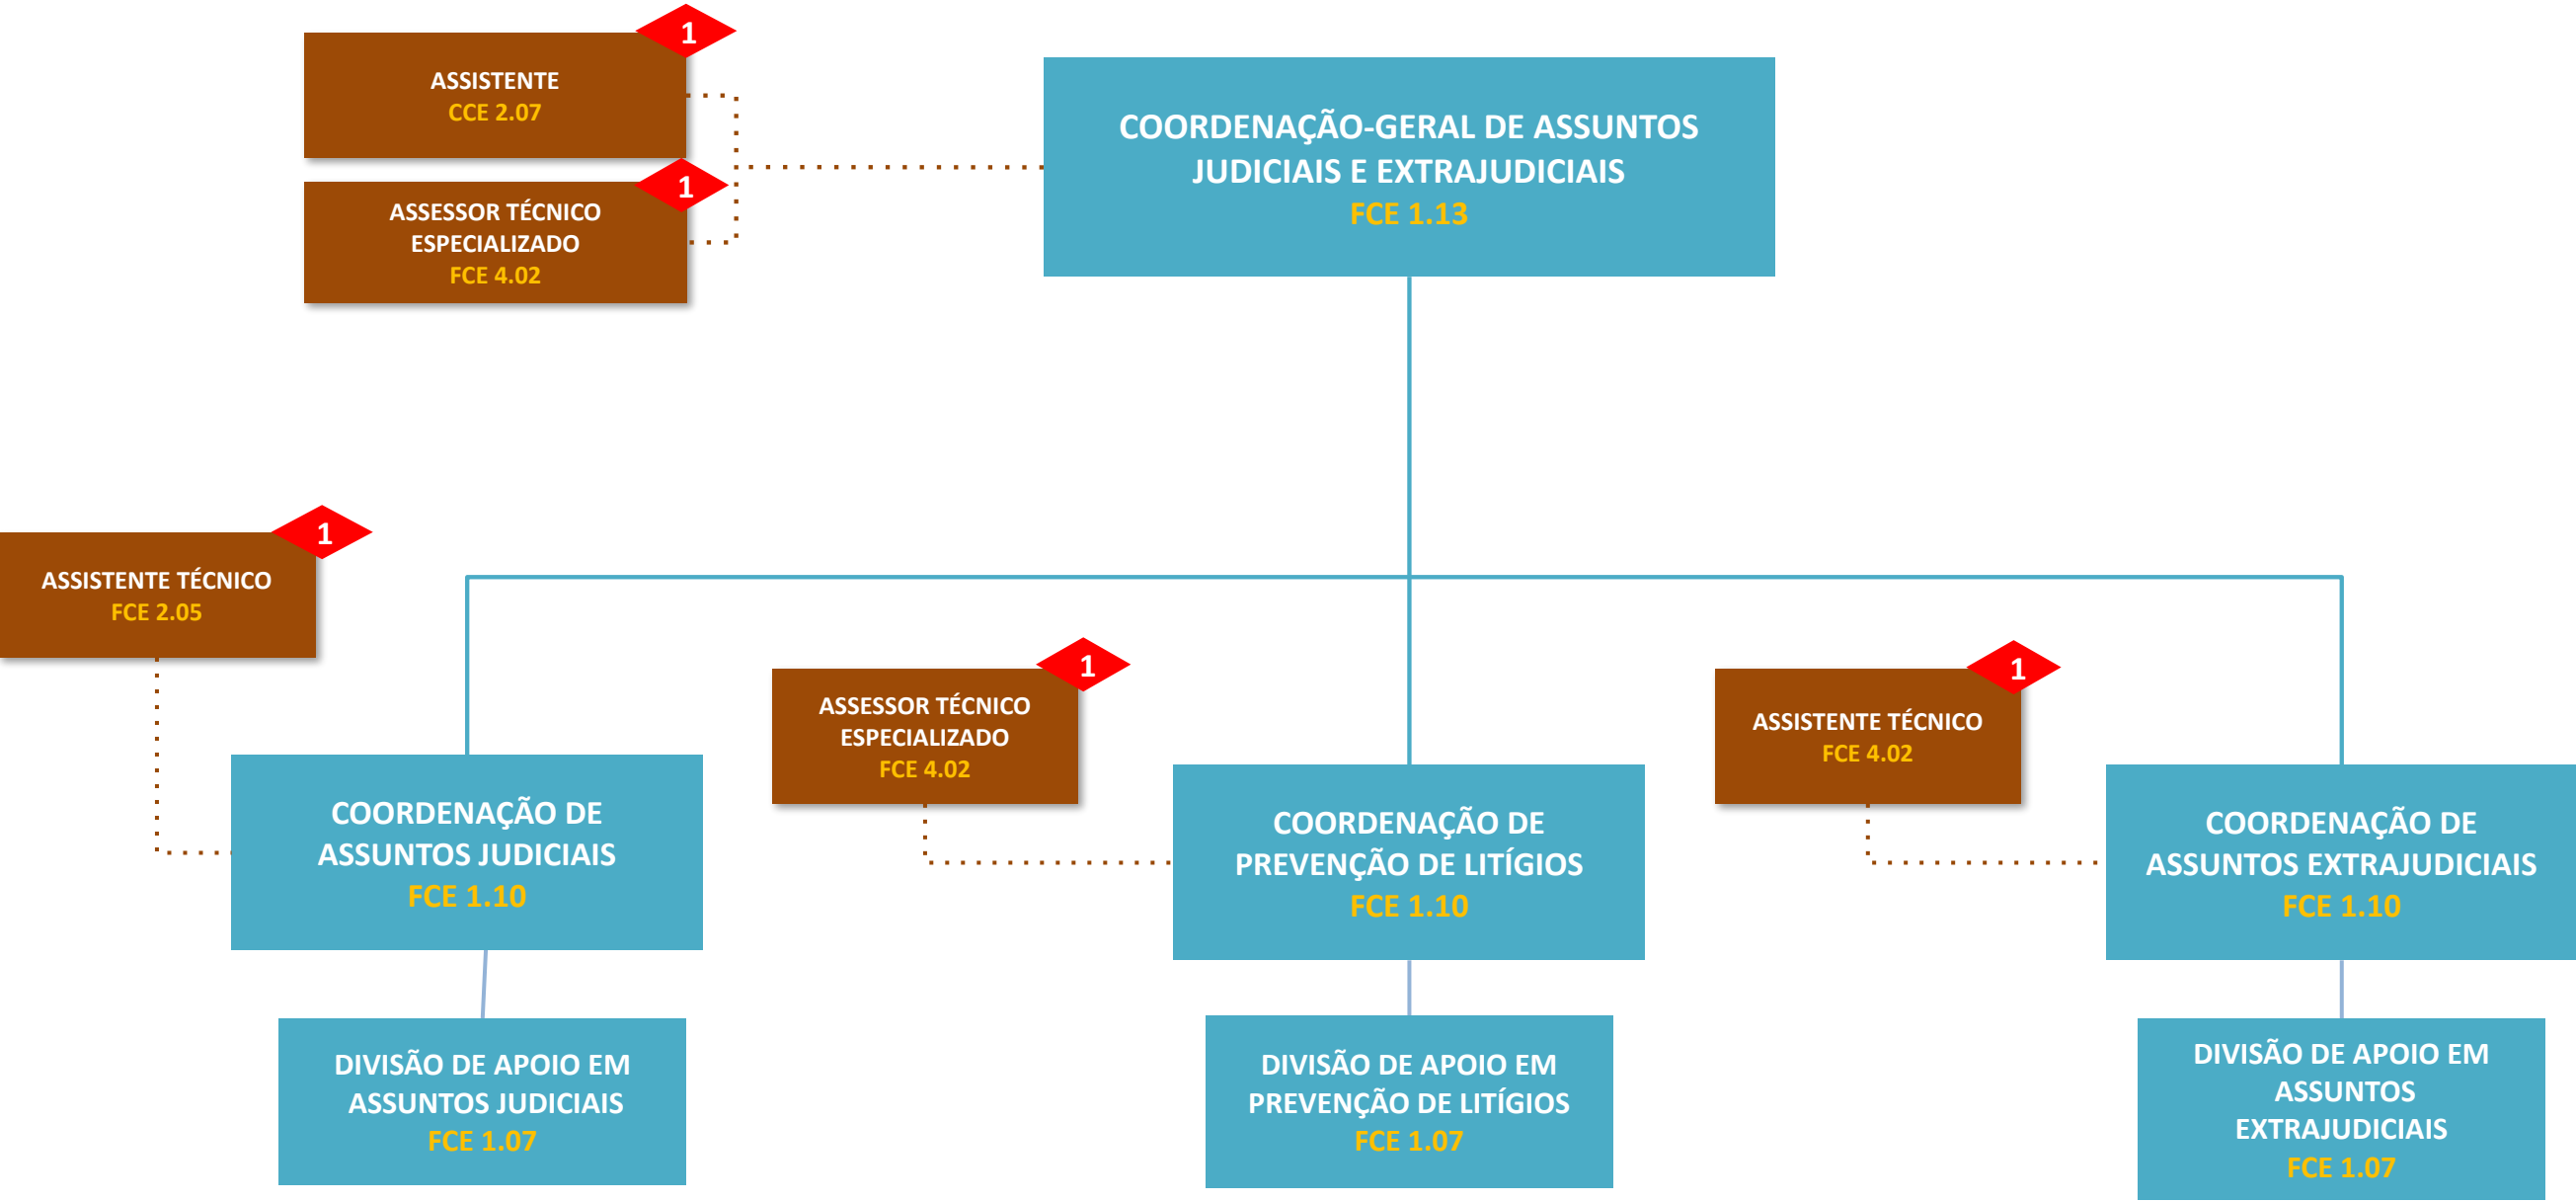 1
ASSISTENTE
CCE 2.07
1
ASSESSOR TÉCNICO
ESPECIALIZADO
FCE 4.02
COORDENAÇÃO-GERAL DE ASSUNTOS
JUDICIAIS E EXTRAJUDICIAIS
FCE 1.13
1
ASSISTENTE TÉCNICO
FCE 2.05
1
ASSESSOR TÉCNICO
ESPECIALIZADO
FCE 4.02
1
ASSISTENTE TÉCNICO
FCE 4.02
COORDENAÇÃO DE
ASSUNTOS JUDICIAIS
FCE 1.10
COORDENAÇÃO DE
PREVENÇÃO DE LITÍGIOS
FCE 1.10
COORDENAÇÃO DE
ASSUNTOS EXTRAJUDICIAIS
FCE 1.10
DIVISÃO DE APOIO EM
ASSUNTOS JUDICIAIS
FCE 1.07
DIVISÃO DE APOIO EM
PREVENÇÃO DE LITÍGIOS
FCE 1.07
DIVISÃO DE APOIO EM
ASSUNTOS
EXTRAJUDICIAIS
FCE 1.07